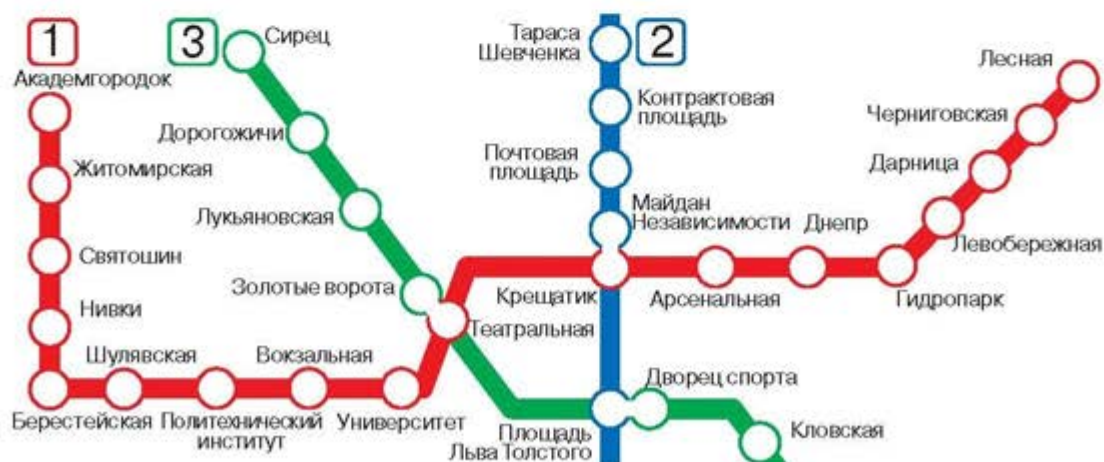 1
3
2
Сирец
Тараса
Шевченка
Лесная
Академгородок
Контрактовая
площадь
Черниговская
Дорогожичи
Житомирская
Почтовая
площадь
Дарница
Лукьяновская
Майдан
Независимости
Днепр
Левобережная
Святошин
Золотые ворота
Крещатик
Арсенальная
Гидропарк
Нивки
Театральная
Шулявская
Вокзальная
Дворец спорта
Берестейская
Политехнический
институт
Университет
Площадь
Льва Толстого
Кловская